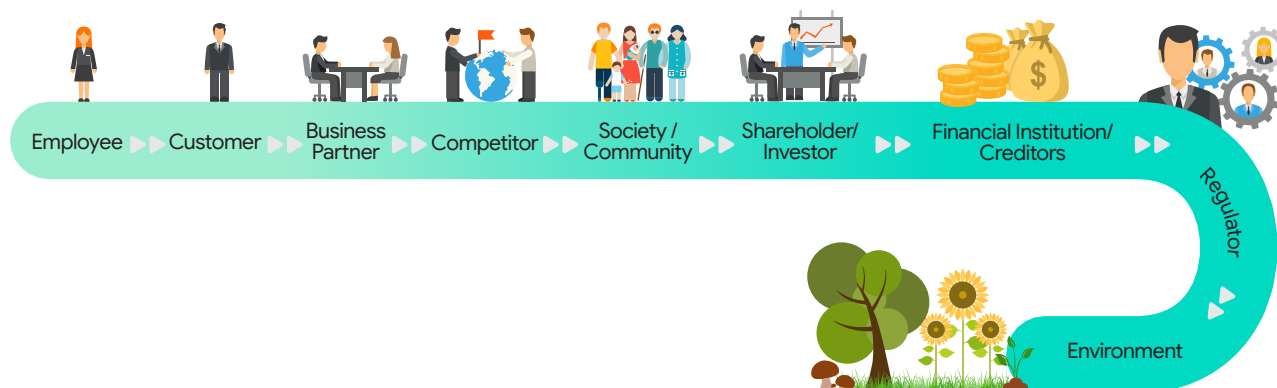 Employee
Customer
Business
Partner
Competitor
Society /
Community
Shareholder/
Investor
Financial Institution/
Creditors
$
Regulator
Environment